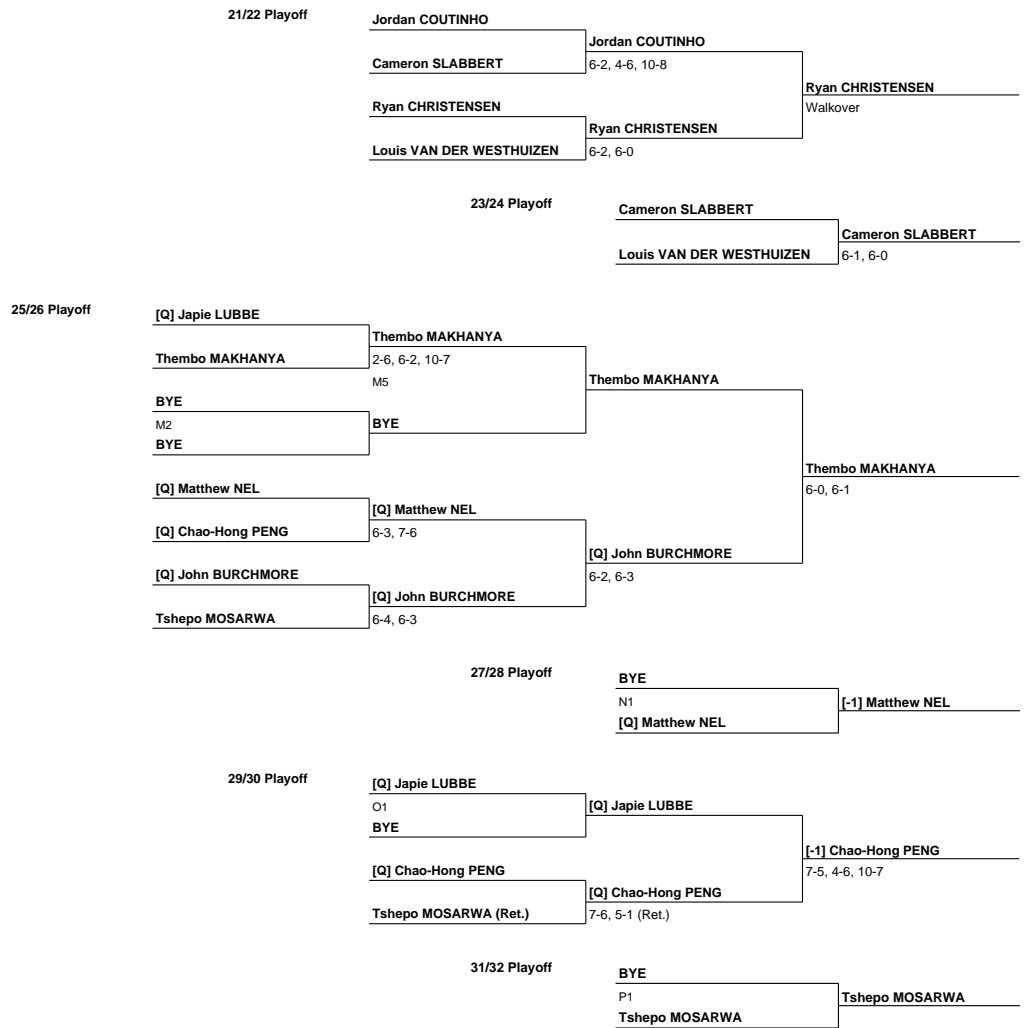 21/22 Playoff
Jordan COUTINHO
Jordan COUTINHO
Cameron SLABBERT
6-2, 4-6, 10-8
Ryan CHRISTENSEN
Ryan CHRISTENSEN
Walkover
Ryan CHRISTENSEN
Louis VAN DER WESTHUIZEN
6-2, 6-0
23/24 Playoff
Cameron SLABBERT
Cameron SLABBERT
Louis VAN DER WESTHUIZEN
6-1, 6-0
25/26 Playoff
[Q] Japie LUBBE
Thembo MAKHANYA
Thembo MAKHANYA
2-6, 6-2, 10-7
M5
Thembo MAKHANYA
BYE
M2
BYE
BYE
Thembo MAKHANYA
6-0, 6-1
[Q] Matthew NEL
[Q] Matthew NEL
[Q] Chao-Hong PENG
6-3, 7-6
[Q] John BURCHMORE
6-2, 6-3
[Q] John BURCHMORE
[Q] John BURCHMORE
Tshepo MOSARWA
6-4, 6-3
27/28 Playoff
BYE
N1
[-1] Matthew NEL
[Q] Matthew NEL
29/30 Playoff
[Q] Japie LUBBE
O1
[Q] Japie LUBBE
BYE
[-1] Chao-Hong PENG
7-5, 4-6, 10-7
[Q] Chao-Hong PENG
[Q] Chao-Hong PENG
Tshepo MOSARWA (Ret.)
7-6, 5-1 (Ret.)
31/32 Playoff
BYE
P1
Tshepo MOSARWA
Tshepo MOSARWA